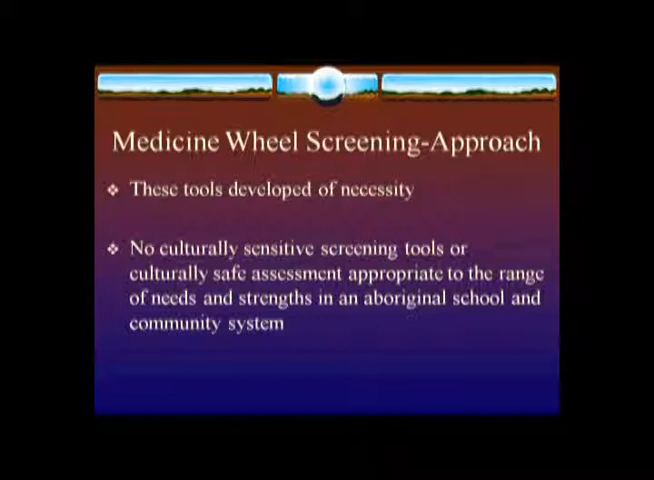 Medicine Wheel Screening-Approach
These tools developed of necessity
No culturally sensitive screening tools or
culturally safe assessment appropriate to the range
of needs and strengths in an aboriginal school and
community system